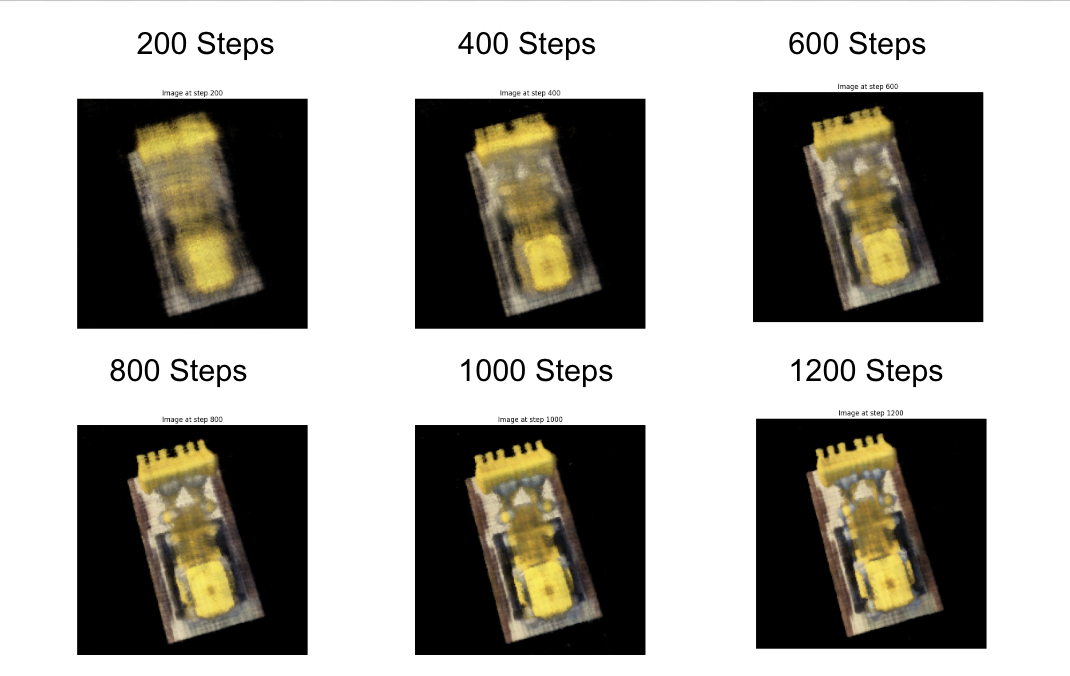 200 Steps
400 Steps
600 Steps
Image at step 200
Image at step 400
Image at step 600
800 Steps
1000 Steps
1200 Steps
Image at step 800
Image at step 1000
Image at step 1200